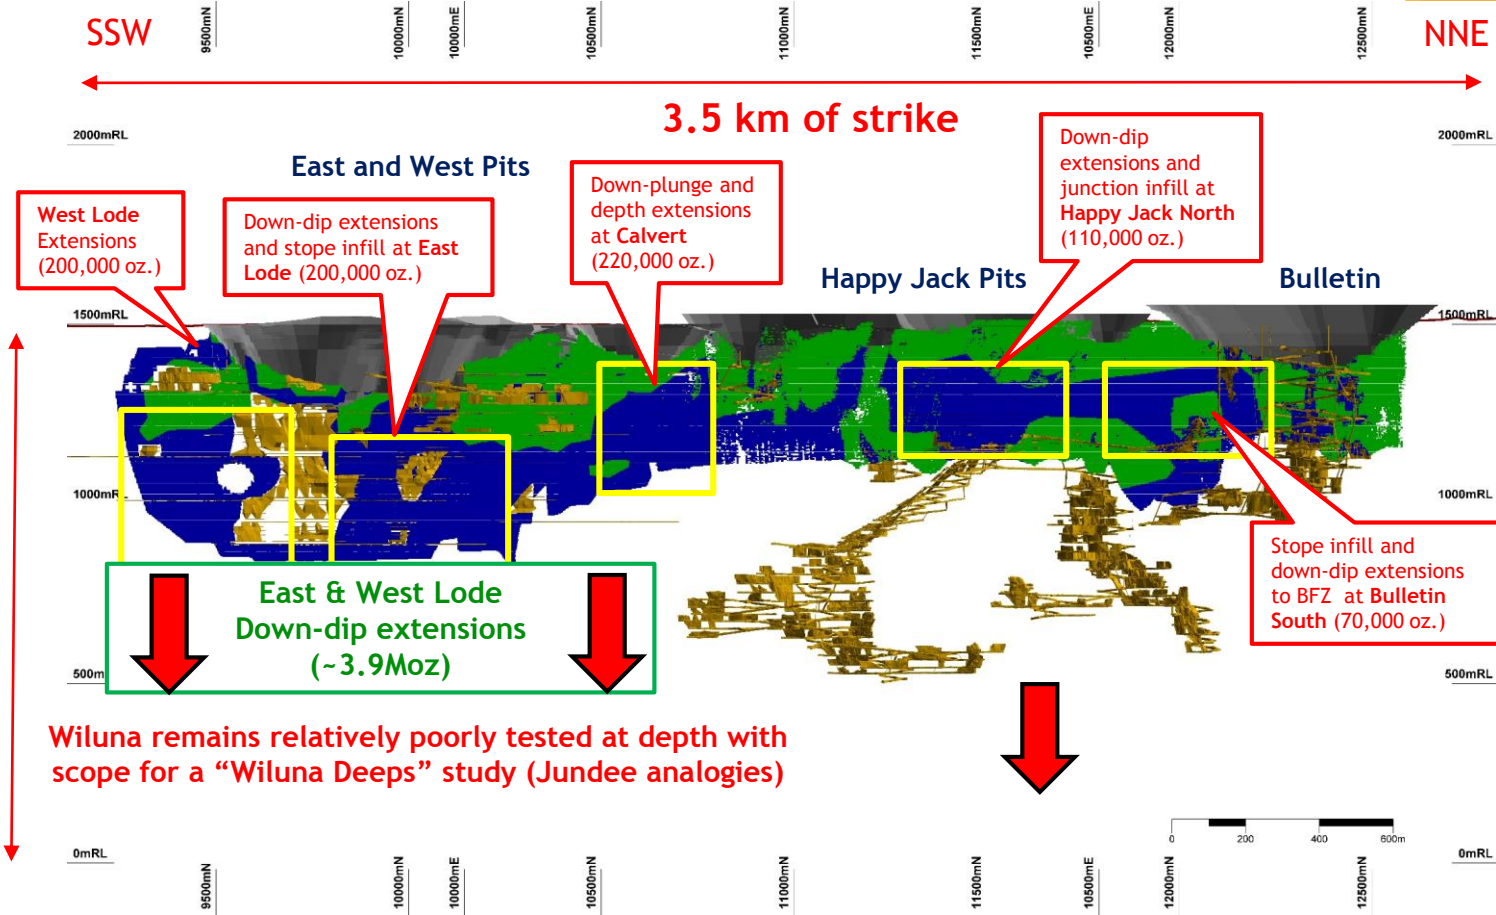 SSW
9500mN
10000mN
10000mE
10500mN
11000mN
11500mN
10500mE
12000mN
12500mN
NNE
3.5 km of strike
2000mRL
2000mRL
East and West Pits
West Lode
Extensions
(200,000 oz.)
Down-dip extensions
and stope infill at East
Lode (200,000 oz.)
Down-plunge and
depth extensions
at Calvert
(220,000 oz.)
Down-dip
extensions and
junction infill at
Happy Jack North
(110,000 oz.)
Happy Jack Pits
Bulletin
1500mRL
1500mRL
1000mRL
1000mRL
Stope infill and
down-dip extensions
to BFZ at Bulletin
South (70,000 oz.)
East & West Lode
Down-dip extensions
(~3.9Moz)
500m
500mRL
Wiluna remains relatively poorly tested at depth with
scope for a “Wiluna Deeps” study (Jundee analogies)
0 200 400 600m
0mRL
0mRL
9500mN
10000mN
10000mE
10500mN
11000mN
11500mN
10500mE
12000mN
12500mN